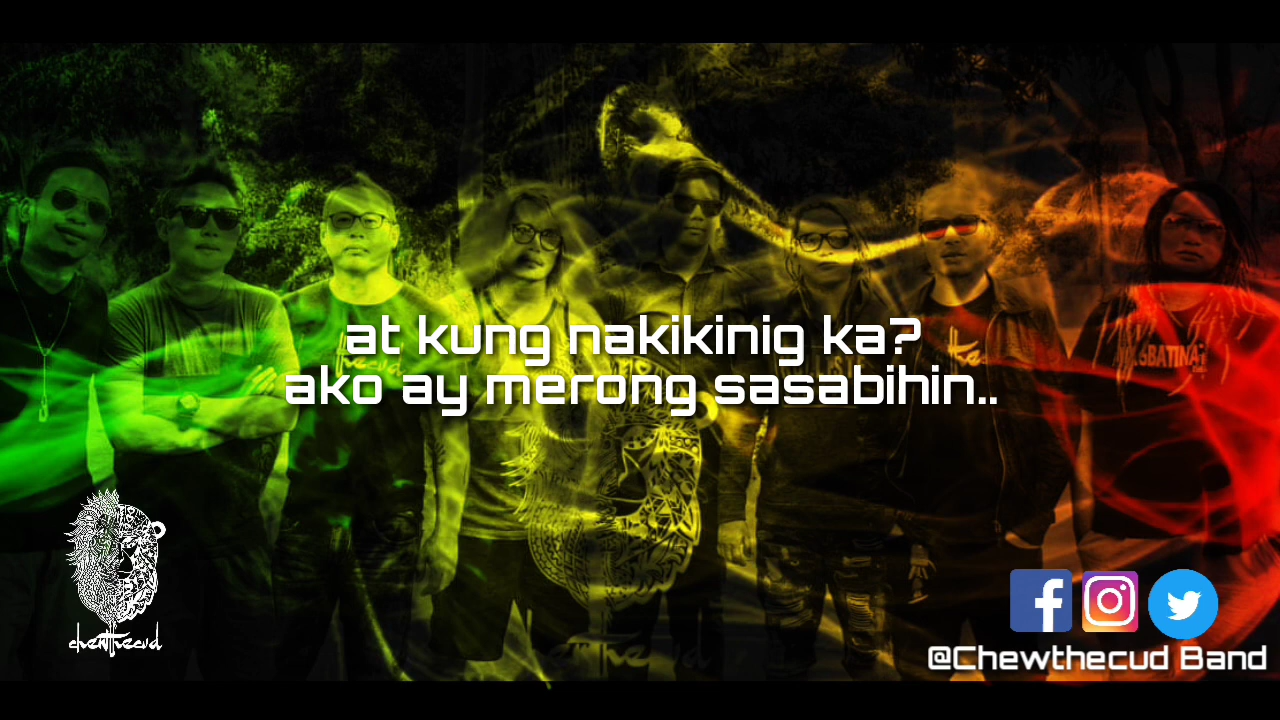 at kung nakikinig ka?
ako ay merong sasabihin..
chewthecud
@Chewthecud Band